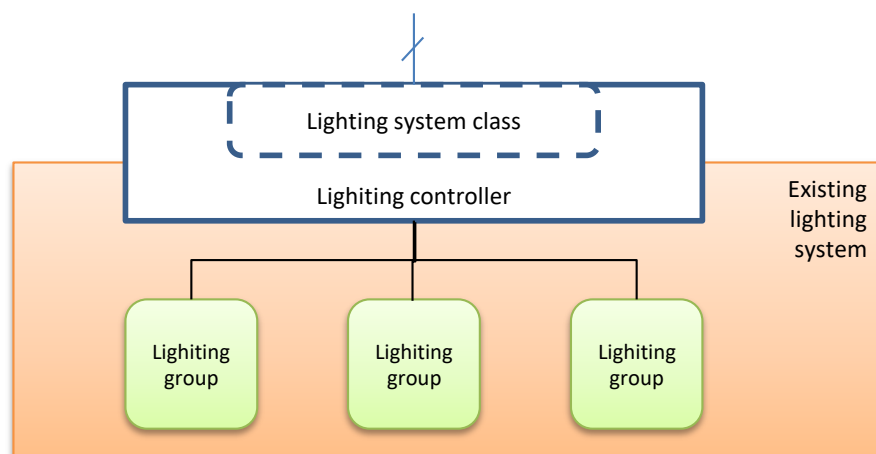 Lighting system class
Lighiting controller
Existing
lighting
system
Lighiting
group
Lighiting
group
Lighiting
group